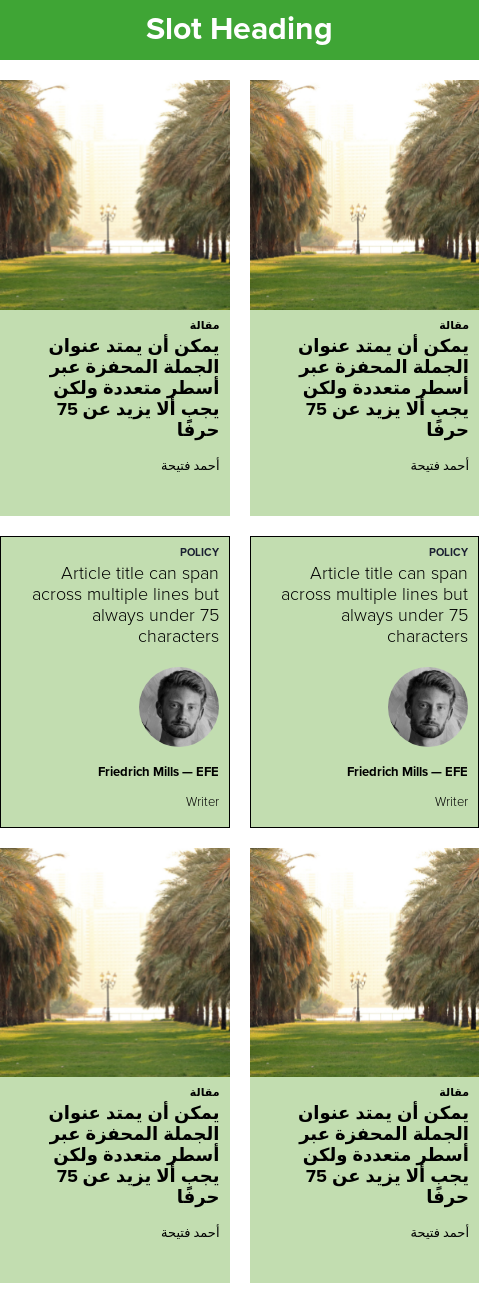 Slot Heading
مقالة
يمكن أن يمتد عنوان
الجملة المحفزة عبر
أسطر متعددة ولكن
يجب ألا يزيد عن 75
حرفًا
أحمد فتيحة
مقالة
يمكن أن يمتد عنوان
الجملة المحفزة عبر
أسطر متعددة ولكن
يجب ألا يزيد عن 75
حرفًا
أحمد فتيحة
POLICY
Article title can span
across multiple lines but
always under 75
characters
Friedrich Mills — EFE
Writer
POLICY
Article title can span
across multiple lines but
always under 75
characters
Friedrich Mills — EFE
Writer
مقالة
يمكن أن يمتد عنوان
الجملة المحفزة عبر
أسطر متعددة ولكن
يجب ألا يزيد عن 75
حرفًا
أحمد فتيحة
مقالة
يمكن أن يمتد عنوان
الجملة المحفزة عبر
أسطر متعددة ولكن
يجب ألا يزيد عن 75
حرفًا
أحمد فتيحة